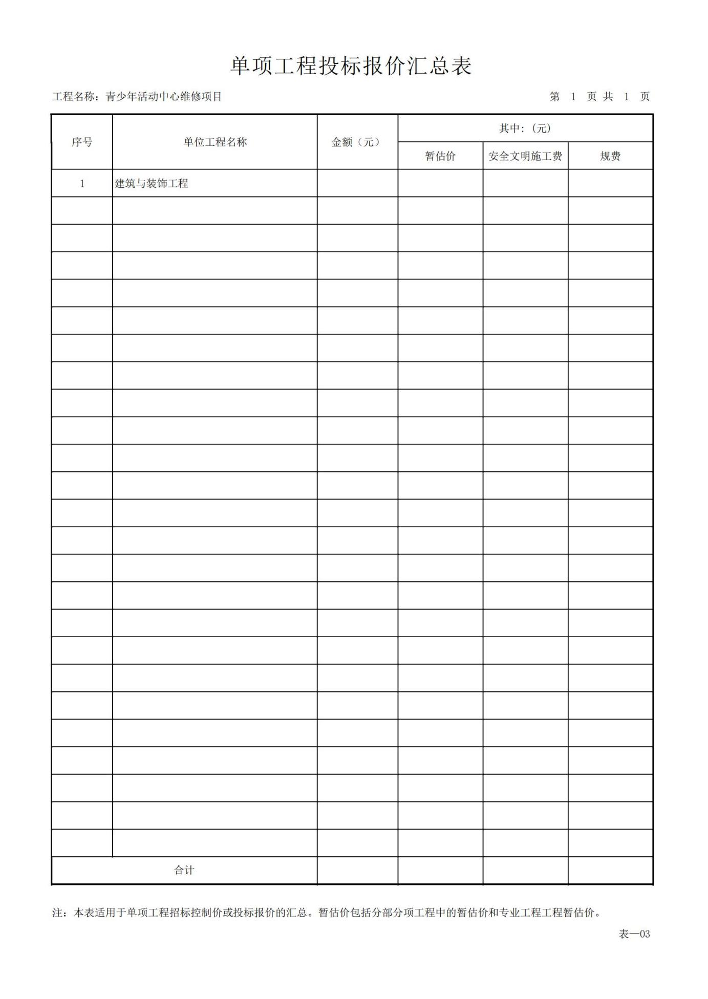 单项工程投标报价汇总表
工程名称：青少年活动中心维修项目 第 1 页 共 1 页
序号 单位工程名称 金额（元） 其中：(元)
暂估价 安全文明施工费 规费
1 建筑与装饰工程
合计
注：本表适用于单项工程招标控制价或投标报价的汇总。暂估价包括分部分项工程中的暂估价和专业工程工程暂估价。
表—03